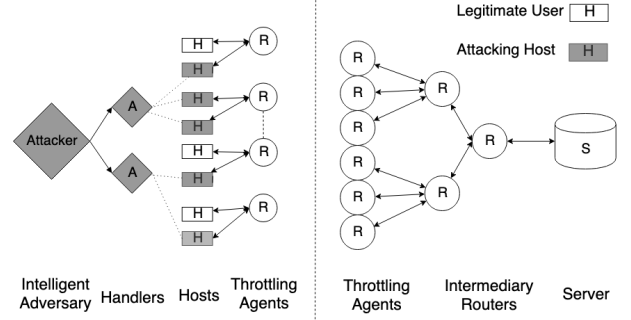 Legitimate User H
Attacking Host H
H R
H
H R
A
H
Attacker
H R
A
H
H R
H
R
R R
R
R S
R
R R
R
Intelligent Adversary
Handlers
Hosts
Throttling Agents
Throttling Agents
Intermediary Routers
Server